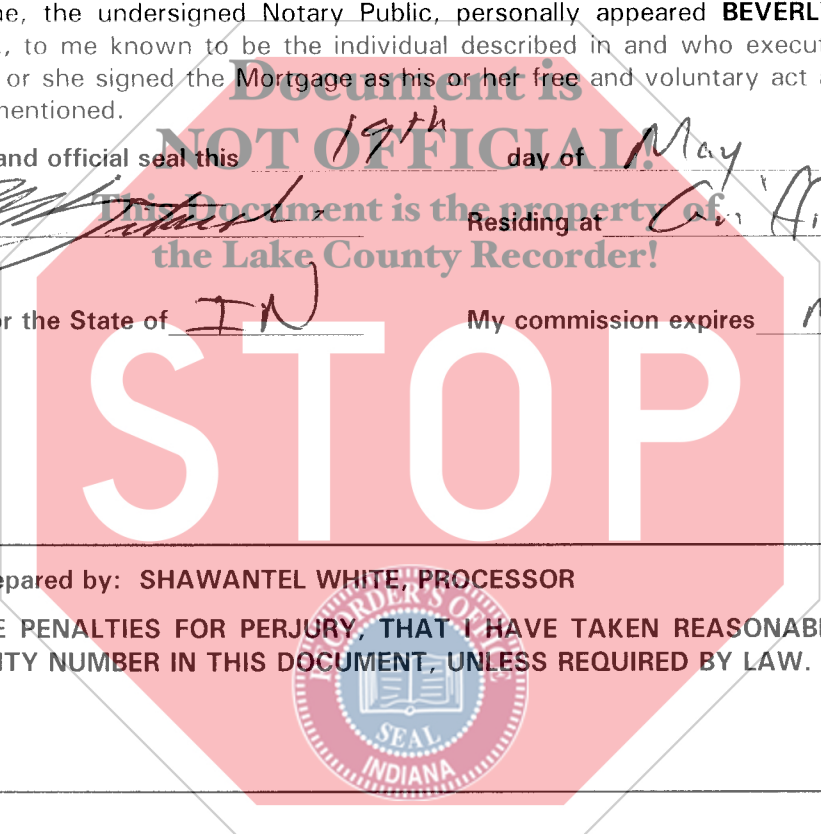 ne, the undersigned Notary Public, personally appeared BEVERL
., to me known to be the individual described in and who execut
or she signed the Mortgage as his or her free and voluntary act a
mentioned.
Document is
NOT OFFICIAL!
This Document is the property of
the Lake County Recorder!
and official seal this 19th day of May
Residing at
or the State of IN My commission expires
STOP
epared by: SHAWANTEL WHITE, PROCESSOR
E PENALTIES FOR PERJURY, THAT I HAVE TAKEN REASONABL
ITY NUMBER IN THIS DOCUMENT, UNLESS REQUIRED BY LAW.
RECORDER'S OFFICE
SEAL
INDIANA